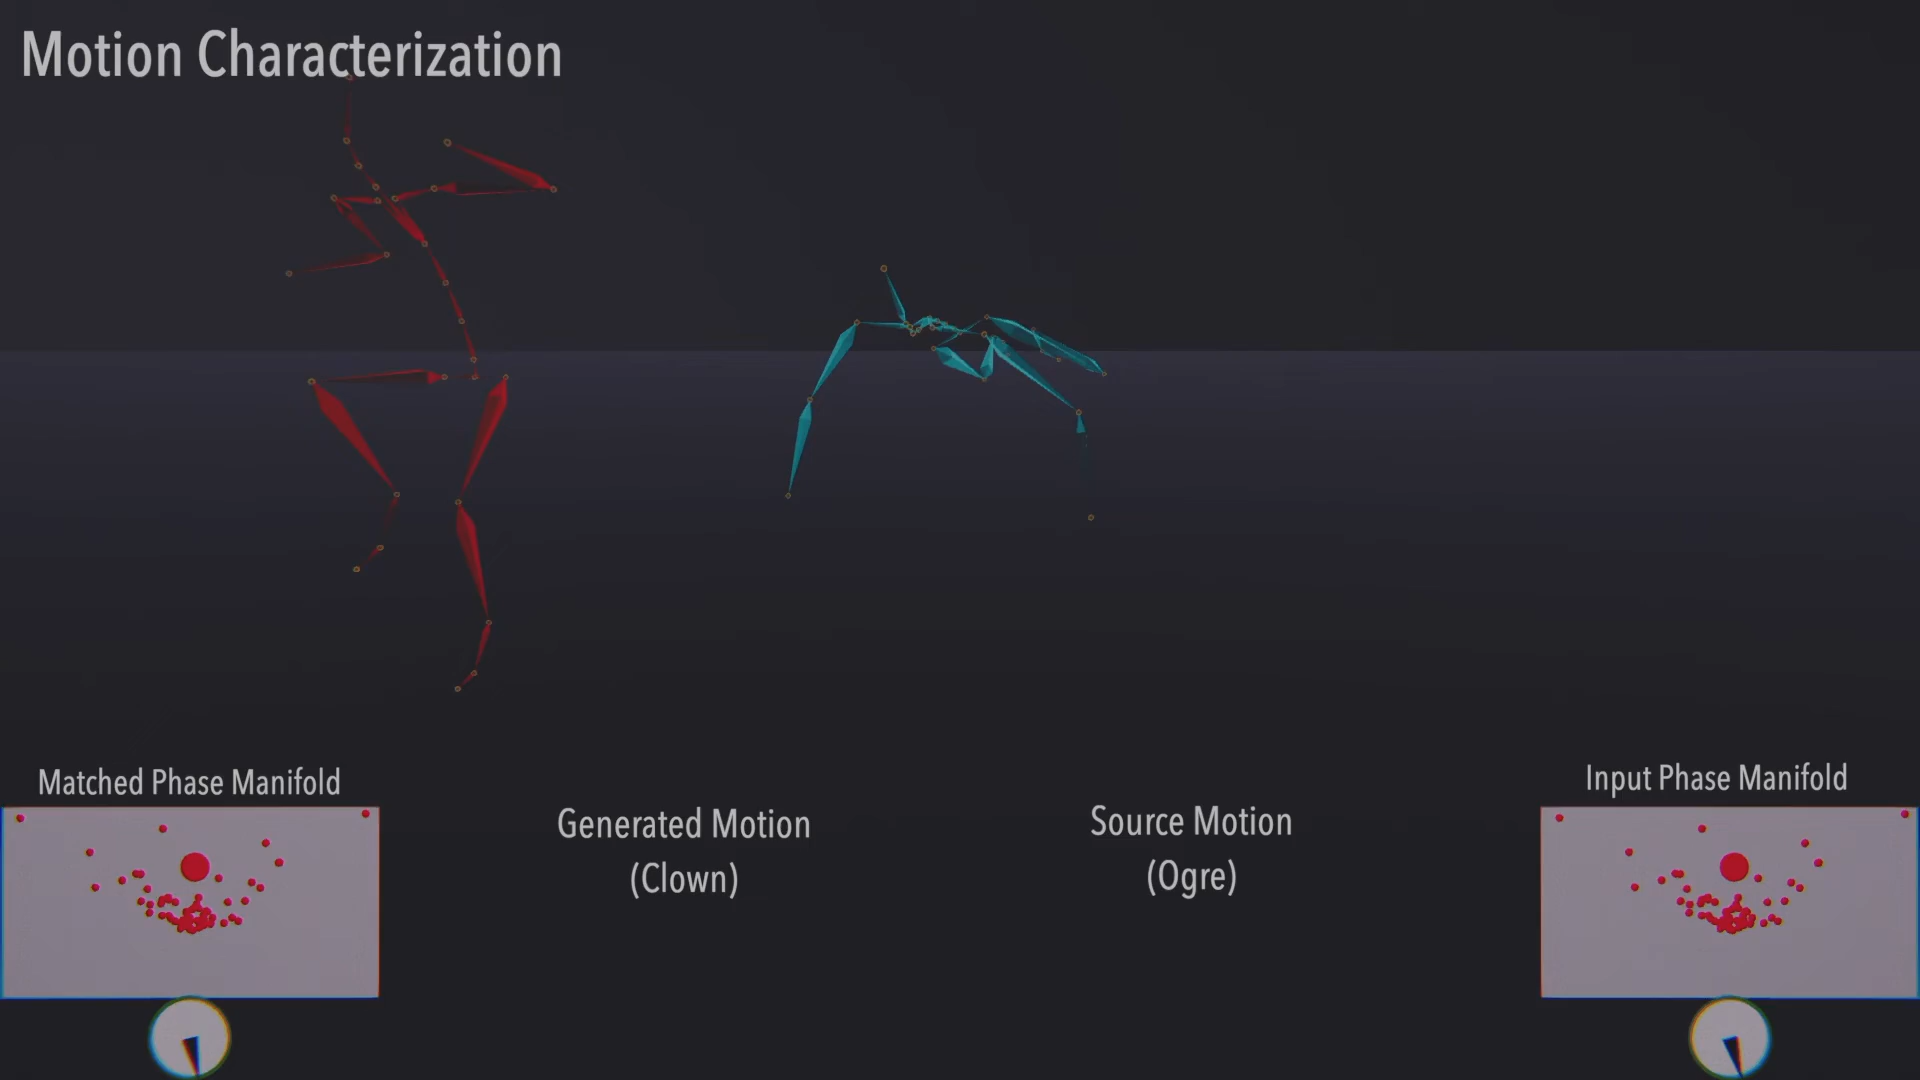 Motion Characterization
Matched Phase Manifold
Generated Motion
(Clown)
Source Motion
(Ogre)
Input Phase Manifold